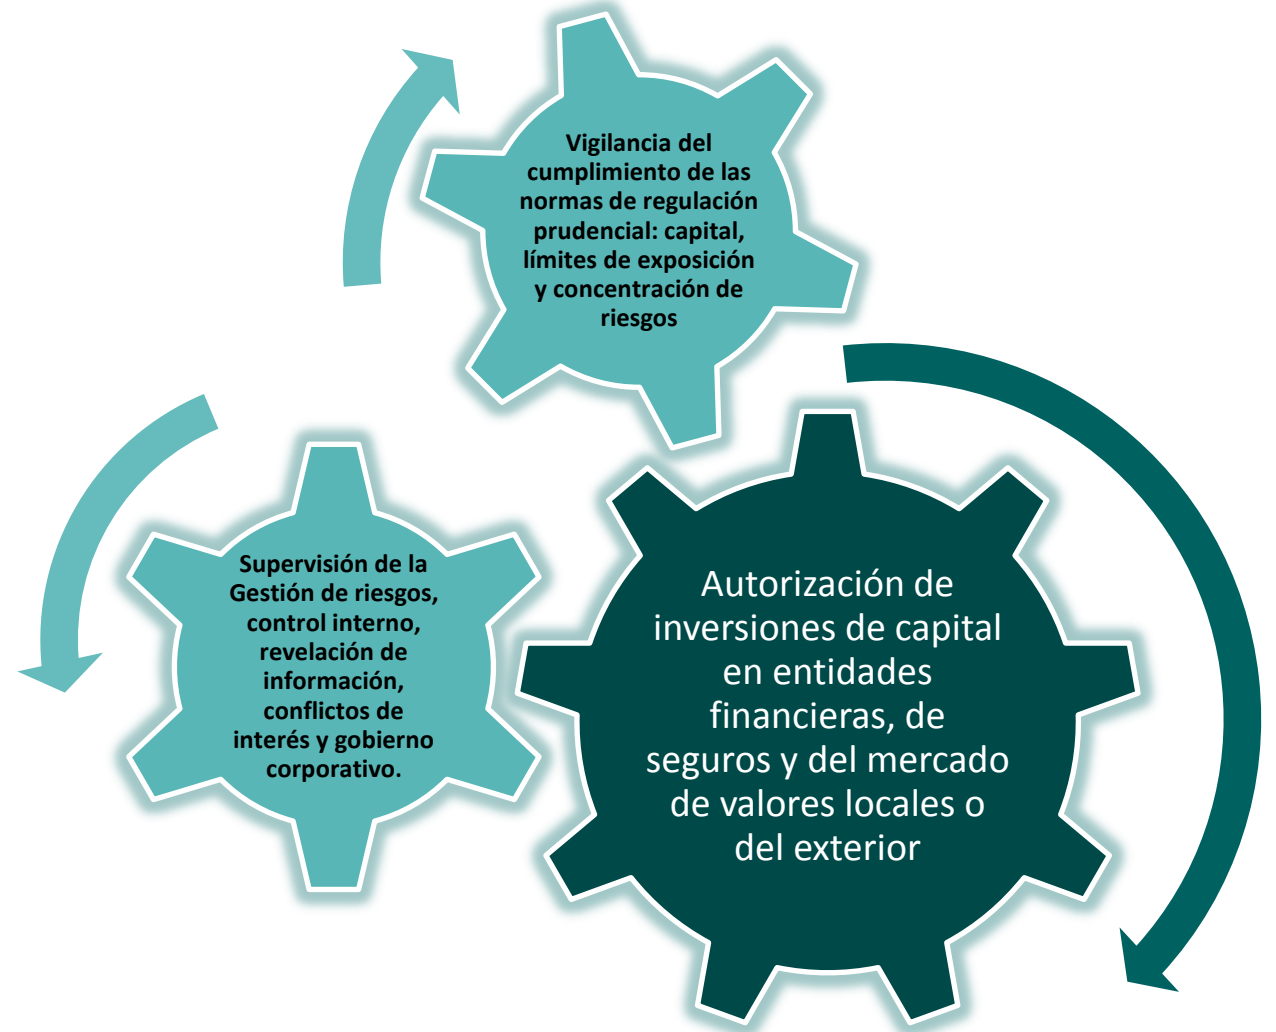 Vigilancia del
cumplimiento de las
normas de regulación
prudencial: capital,
límites de exposición
y concentración de
riesgos
Supervisión de la
Gestión de riesgos,
control interno,
revelación de
información,
conflictos de
interés y gobierno
corporativo.
Autorización de
inversiones de capital
en entidades
financieras, de
seguros y del mercado
de valores locales o
del exterior